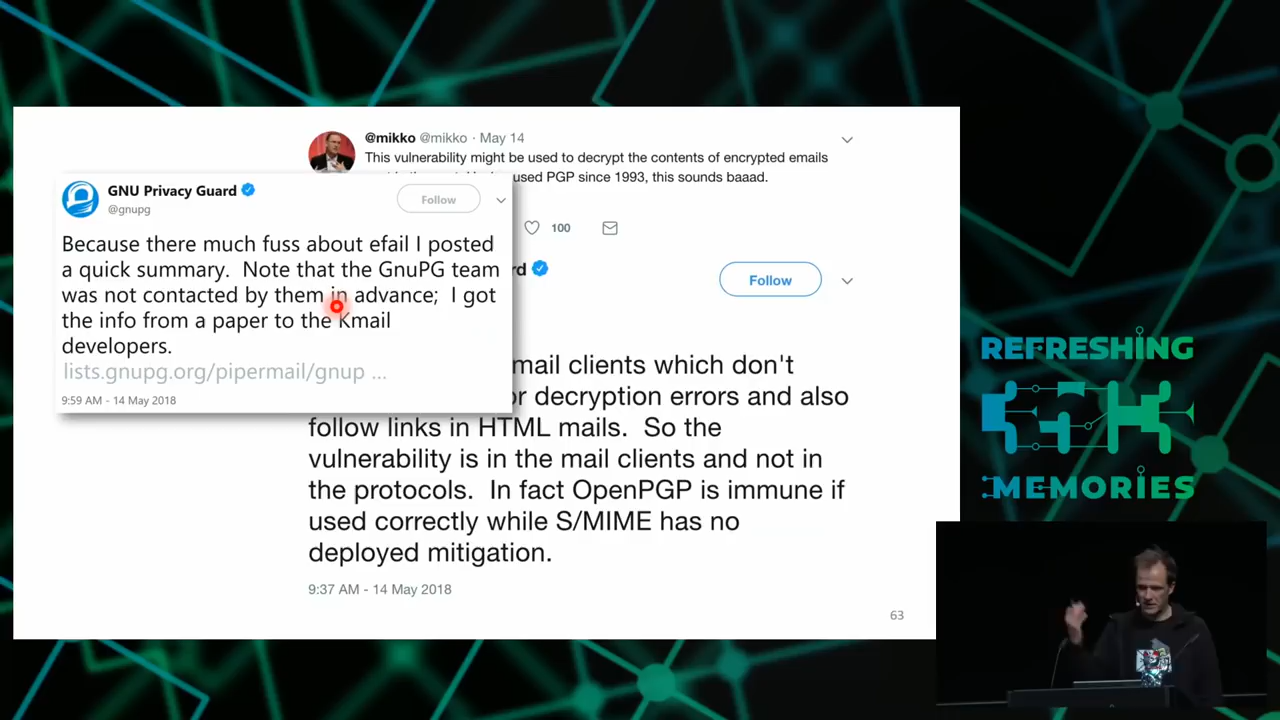 @mikko @mikko · May 14
This vulnerability might be used to decrypt the contents of encrypted emails
used PGP since 1993, this sounds baaad.
GNU Privacy Guard
Follow
@gnupg
100
Because there much fuss about efail I posted
a quick summary. Note that the GnuPG team
was not contacted by them in advance; I got
the info from a paper to the Kmail
developers.
lists.gnupg.org/pipermail/gnup ...
9:59 AM - 14 May 2018
rd
Follow
mail clients which don't
or decryption errors and also
follow links in HTML mails. So the
vulnerability is in the mail clients and not in
the protocols. In fact OpenPGP is immune if
used correctly while S/MIME has no
deployed mitigation.
9:37 AM - 14 May 2018
63
REFRESHING
35C3
MEMORIES